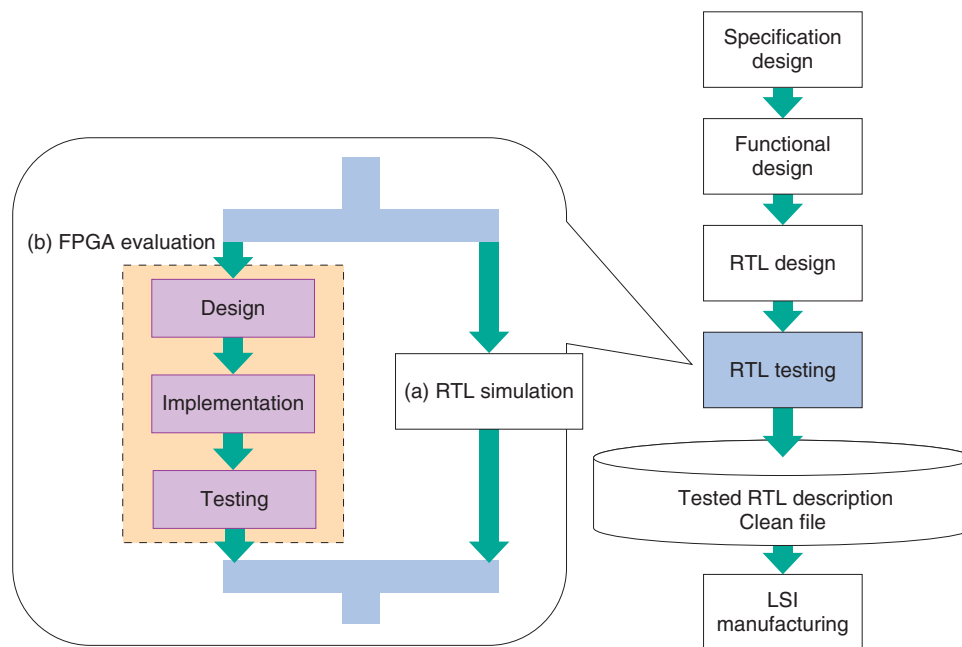 Specification
design
Functional
design
RTL design
RTL testing
Tested RTL description
Clean file
LSI
manufacturing
(b) FPGA evaluation
Design
Implementation
Testing
(a) RTL simulation